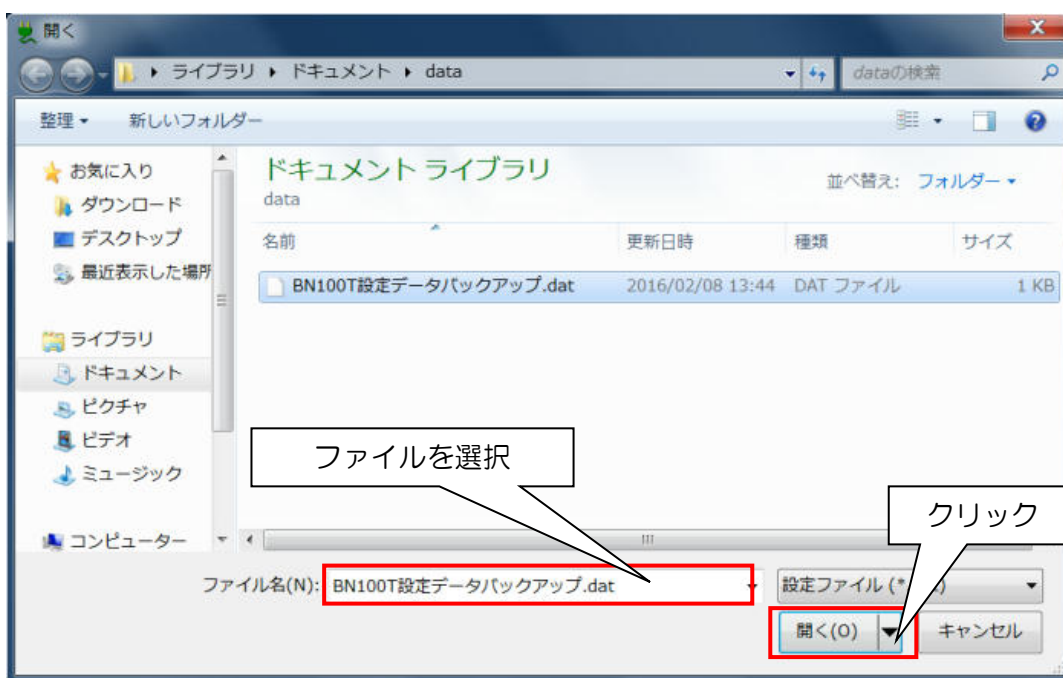 開く
ライブラリ ▸ ドキュメント ▸ data
dataの検索
整理 新しいフォルダー
お気に入り
ダウンロード
デスクトップ
最近表示した場所
ライブラリ
ドキュメント
ピクチャ
ビデオ
ミュージック
コンピューター
ドキュメント ライブラリ
data
並べ替え: フォルダー
名前 更新日時 種類 サイズ
BN100T設定データバックアップ.dat 2016/02/08 13:44 DAT ファイル 1 KB
ファイルを選択
クリック
ファイル名(N): BN100T設定データバックアップ.dat
設定ファイル (*
開く(O) キャンセル